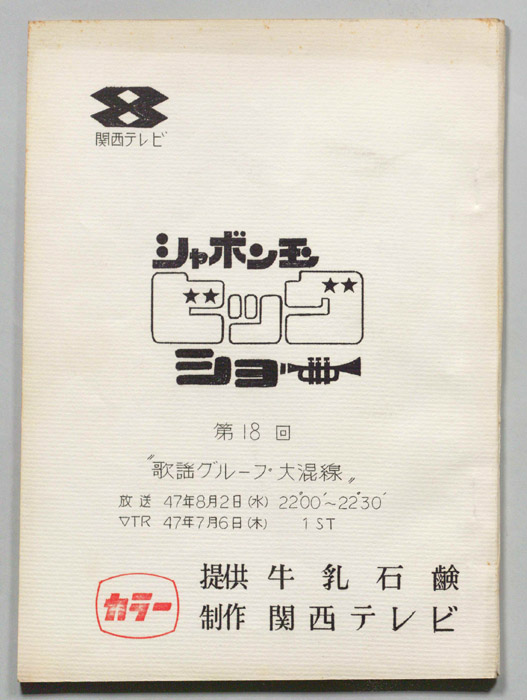 関西テレビ
シャボン玉
ビッグ
ショー
第18回
〝歌謡グループ・大混線〟
放送 47年8月2日(水) 22°00′~22°30′
▽TR 47年7月6日(木) 1ST
カラー
提供 牛乳石鹸
制作 関西テレビ